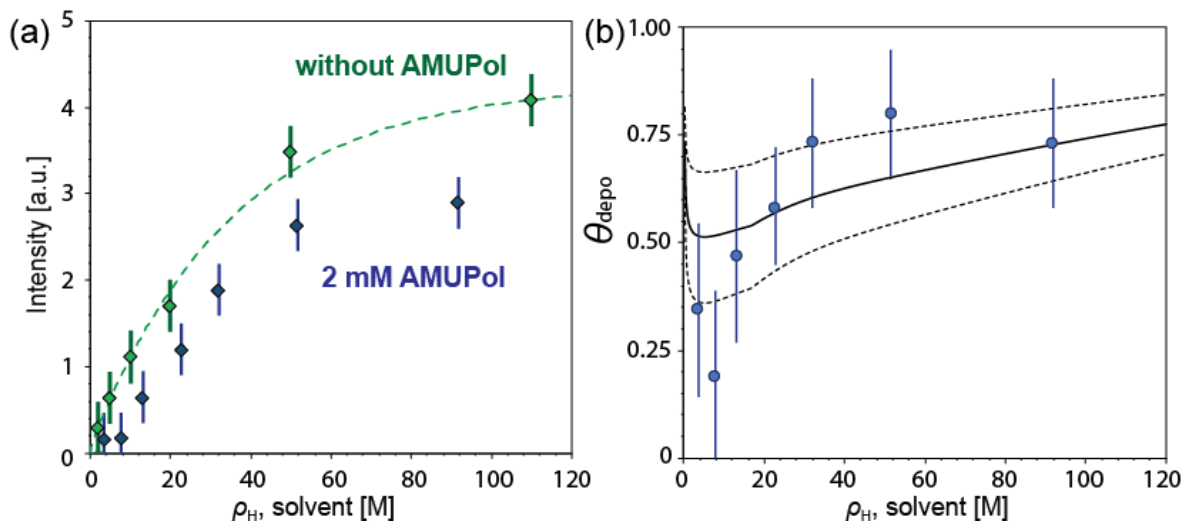 (a)
5
4
3
2
1
0
Intensity [a.u.]
without AMUPol
2 mM AMUPol
0 20 40 60 80 100 120
ρH, solvent [M]
(b)
1.00
0.75
0.50
0.25
0
θdepo
0 20 40 60 80 100 120
ρH, solvent [M]